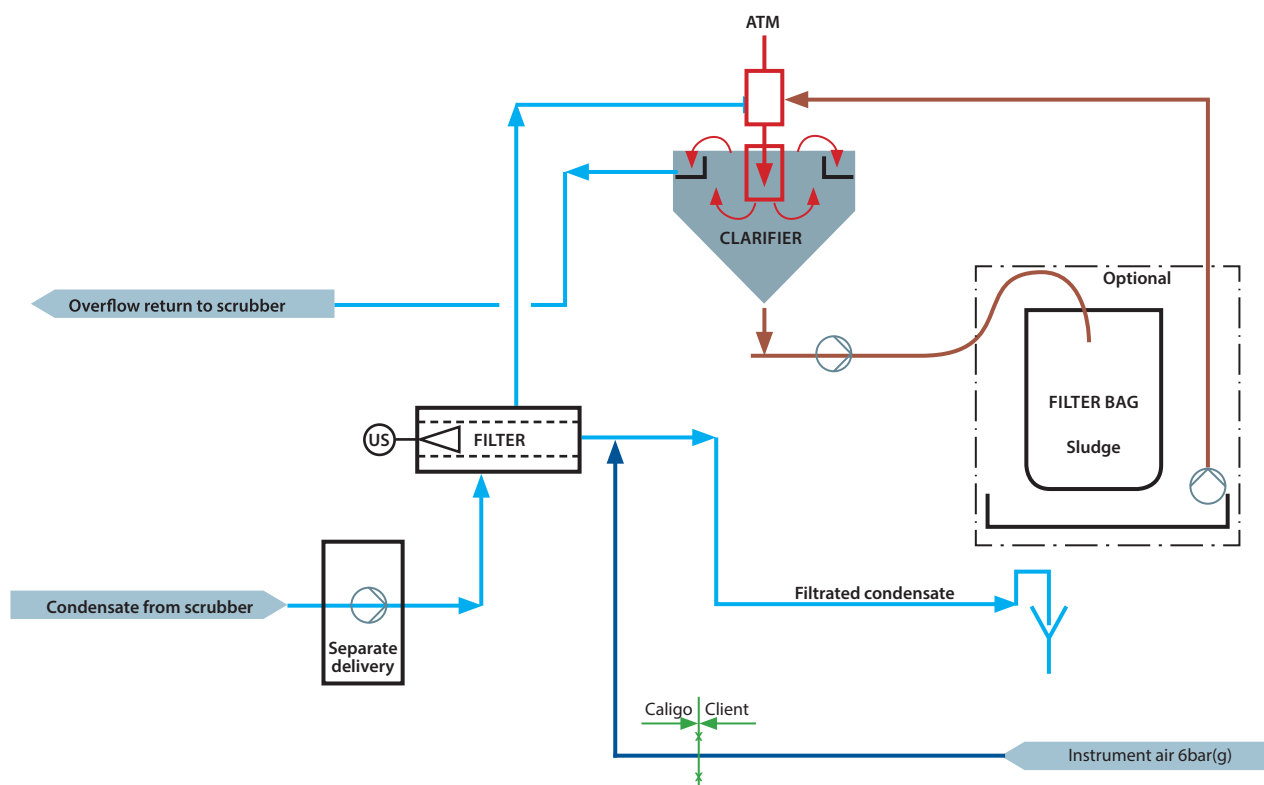 ATM
CLARIFIER
Optional
Overflow return to scrubber
FILTER BAG
Sludge
US
FILTER
Condensate from scrubber
Separate
delivery
Filtrated condensate
Caligo
Client
Instrument air 6bar(g)